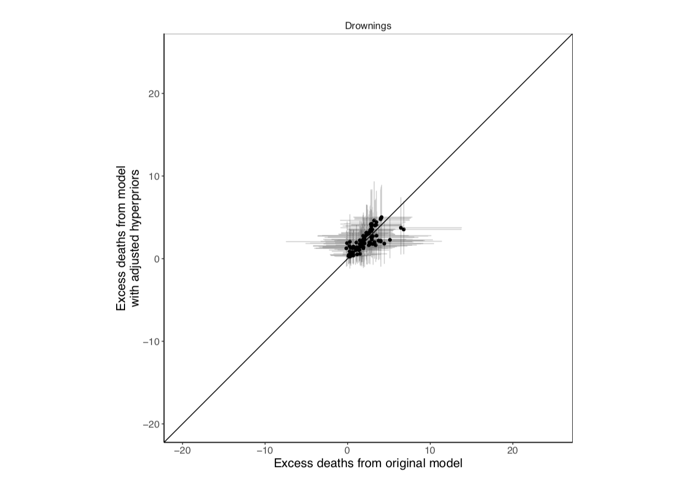 Drownings
Excess deaths from model
with adjusted hyperpriors
20
10
0
−10
−20
−20
−10
0
10
20
Excess deaths from original model